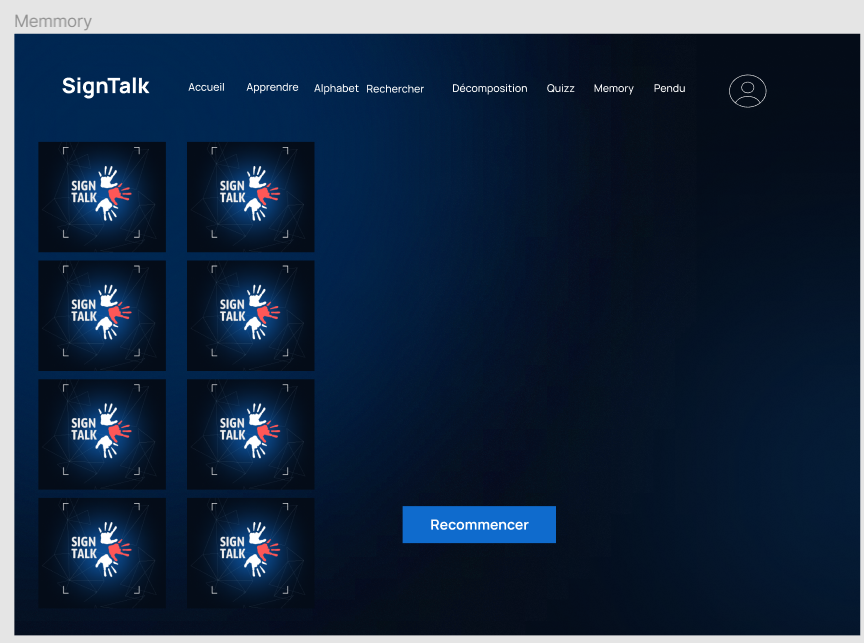 Memmory
SignTalk Accueil Apprendre Alphabet Rechercher Décomposition Quizz Memory Pendu
SIGN
TALK
SIGN
TALK
SIGN
TALK
SIGN
TALK
SIGN
TALK
SIGN
TALK
SIGN
TALK
SIGN
TALK
Recommencer